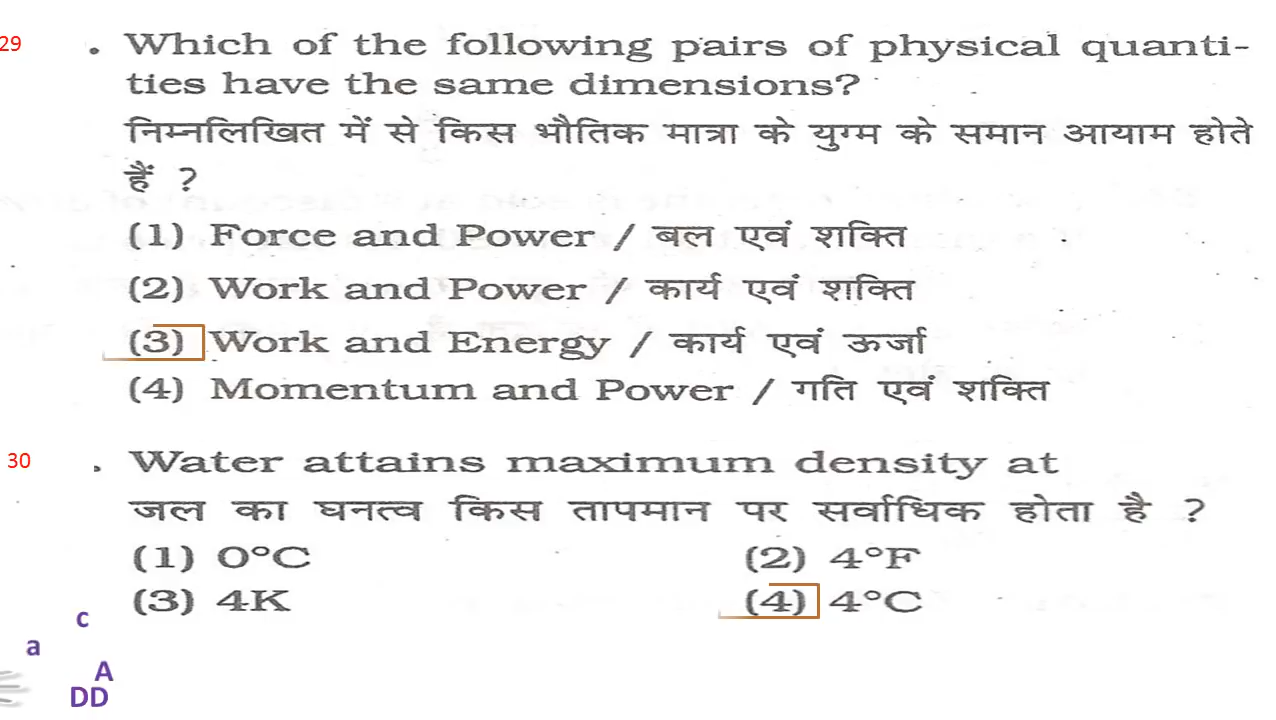 29 . Which of the following pairs of physical quanti-
ties have the same dimensions?
निम्नलिखित में से किस भौतिक मात्रा के युग्म के समान आयाम होते
हैं ?
(1) Force and Power / बल एवं शक्ति
(2) Work and Power / कार्य एवं शक्ति
(3) Work and Energy / कार्य एवं ऊर्जा
(4) Momentum and Power / गति एवं शक्ति
30 . Water attains maximum density at
जल का घनत्व किस तापमान पर सर्वाधिक होता है ?
(1) 0°C (2) 4°F
(3) 4K (4) 4°C
c
a
A
DD